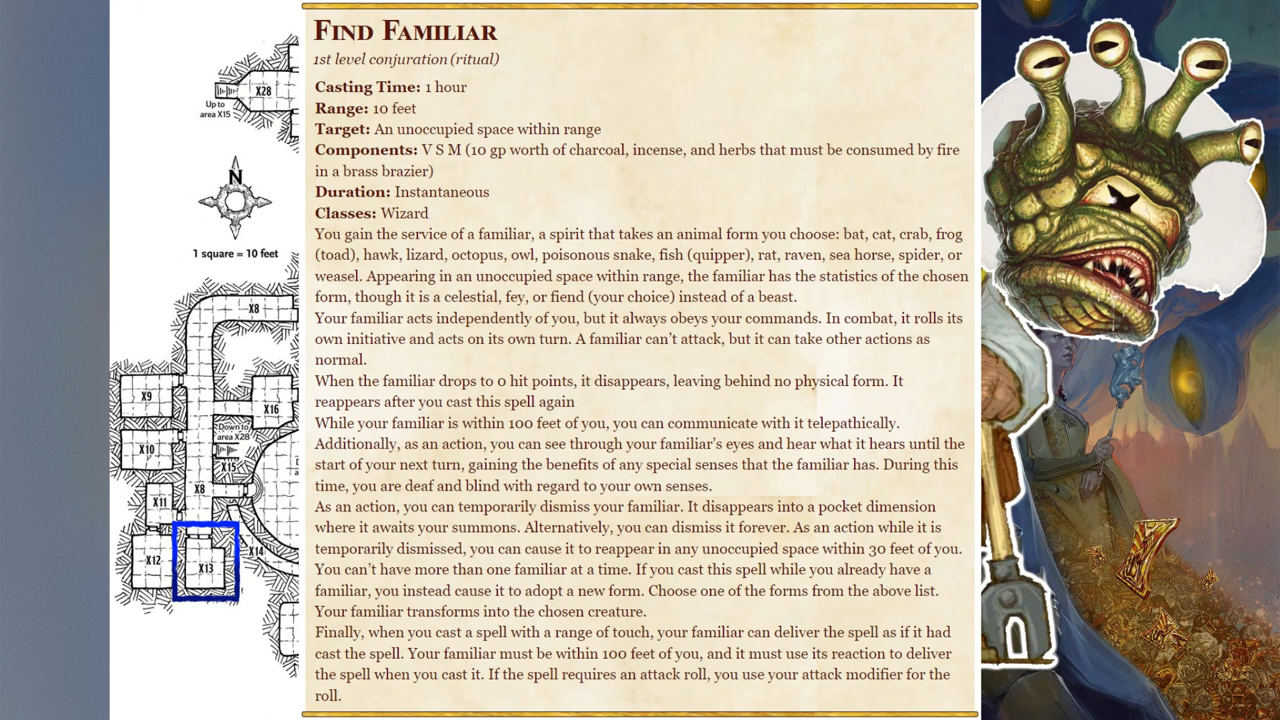 X28
Up to
area X15
N
1 square = 10 feet
X8
X9
X16
X10
Down to
area X28
X15
X8
X11
X14
X12
X13
FIND FAMILIAR
1st level conjuration (ritual)
Casting Time: 1 hour
Range: 10 feet
Target: An unoccupied space within range
Components: V S M (10 gp worth of charcoal, incense, and herbs that must be consumed by fire
in a brass brazier)
Duration: Instantaneous
Classes: Wizard
You gain the service of a familiar, a spirit that takes an animal form you choose: bat, cat, crab, frog
(toad), hawk, lizard, octopus, owl, poisonous snake, fish (quipper), rat, raven, sea horse, spider, or
weasel. Appearing in an unoccupied space within range, the familiar has the statistics of the chosen
form, though it is a celestial, fey, or fiend (your choice) instead of a beast.
Your familiar acts independently of you, but it always obeys your commands. In combat, it rolls its
own initiative and acts on its own turn. A familiar can't attack, but it can take other actions as
normal.
When the familiar drops to 0 hit points, it disappears, leaving behind no physical form. It
reappears after you cast this spell again
While your familiar is within 100 feet of you, you can communicate with it telepathically.
Additionally, as an action, you can see through your familiar's eyes and hear what it hears until the
start of your next turn, gaining the benefits of any special senses that the familiar has. During this
time, you are deaf and blind with regard to your own senses.
As an action, you can temporarily dismiss your familiar. It disappears into a pocket dimension
where it awaits your summons. Alternatively, you can dismiss it forever. As an action while it is
temporarily dismissed, you can cause it to reappear in any unoccupied space within 30 feet of you.
You can't have more than one familiar at a time. If you cast this spell while you already have a
familiar, you instead cause it to adopt a new form. Choose one of the forms from the above list.
Your familiar transforms into the chosen creature.
Finally, when you cast a spell with a range of touch, your familiar can deliver the spell as if it had
cast the spell. Your familiar must be within 100 feet of you, and it must use its reaction to deliver
the spell when you cast it. If the spell requires an attack roll, you use your attack modifier for the
roll.